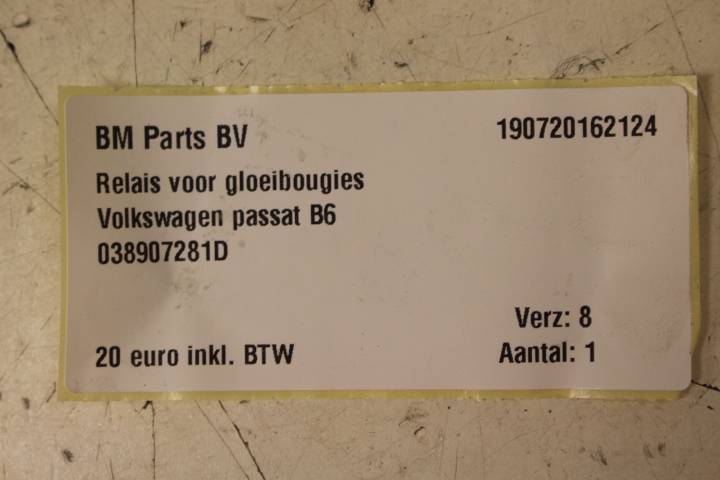 BM Parts BV
190720162124
Relais voor gloeibougies
Volkswagen passat B6
038907281D
Verz: 8
20 euro inkl. BTW
Aantal: 1